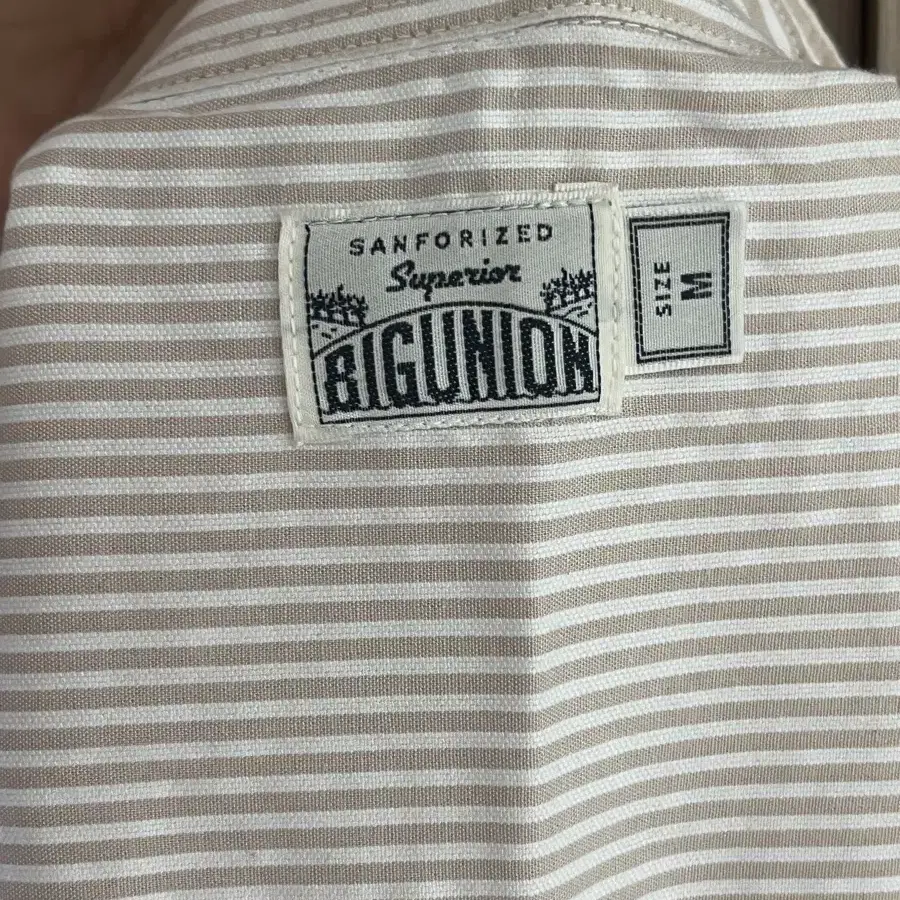 SANFORIZED
Superior
BIGUNION
SIZE
M